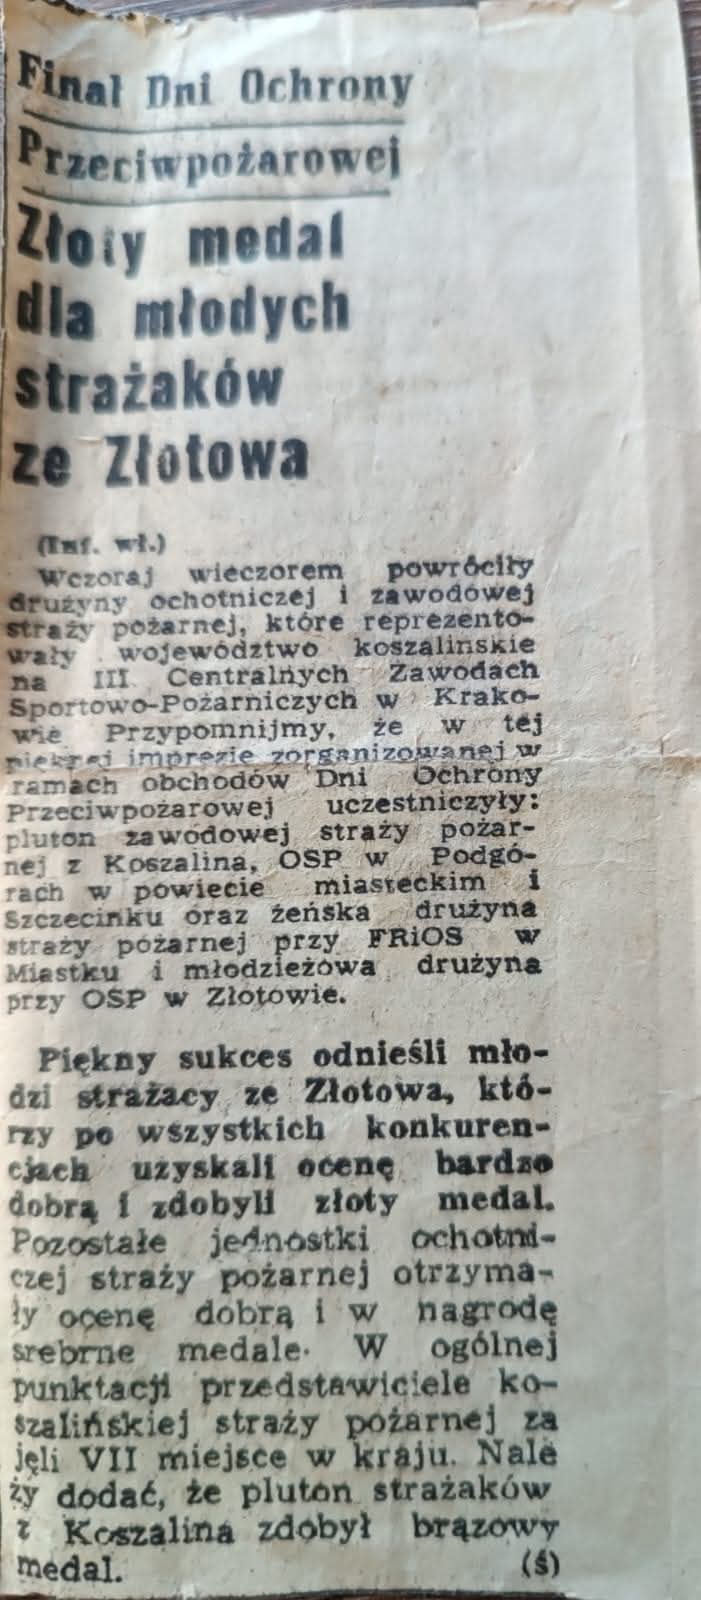 Finał Dni Ochrony
Przeciwpożarowej
Złoty medal
dla młodych
strażaków
ze Złotowa
(Inf. wł.)
Wczoraj wieczorem powróciły
drużyny ochotniczej i zawodowej
straży pożarnej, które reprezento-
wały województwo koszalinskie
na III Centralnych Zawodach
Sportowo-Pożarniczych w Krako-
wie Przypomnijmy, że w tej
pięknej imprezie zorganizowanej w
ramach obchodów Dni Ochrony
Przeciwpożarowej uczestniczyły:
pluton zawodowej straży pożar-
nej z Koszalina, OSP w Podgó-
rach w powiecie miasteckim i
Szczecinku oraz żeńska drużyna
straży pożarnej przy FRiOS w
Miastku i młodzieżowa drużyna
przy OSP w Złotowie.
Piękny sukces odnieśli mło-
dzi strażacy ze Złotowa, któ-
rzy po wszystkich konkuren-
cjach uzyskali ocenę bardzo
dobrą i zdobyli złoty medal.
Pozostałe jednostki ochotni-
czej straży pożarnej otrzyma-
ły ocenę dobrą i w nagrodę
srebrne medale. W ogólnej
punktacji przedstawiciele ko-
szalińskiej straży pożarnej za
jęli VII miejsce w kraju. Nale
ży dodać, że pluton strażaków
z Koszalina zdobył brązowy
medal. (ś)